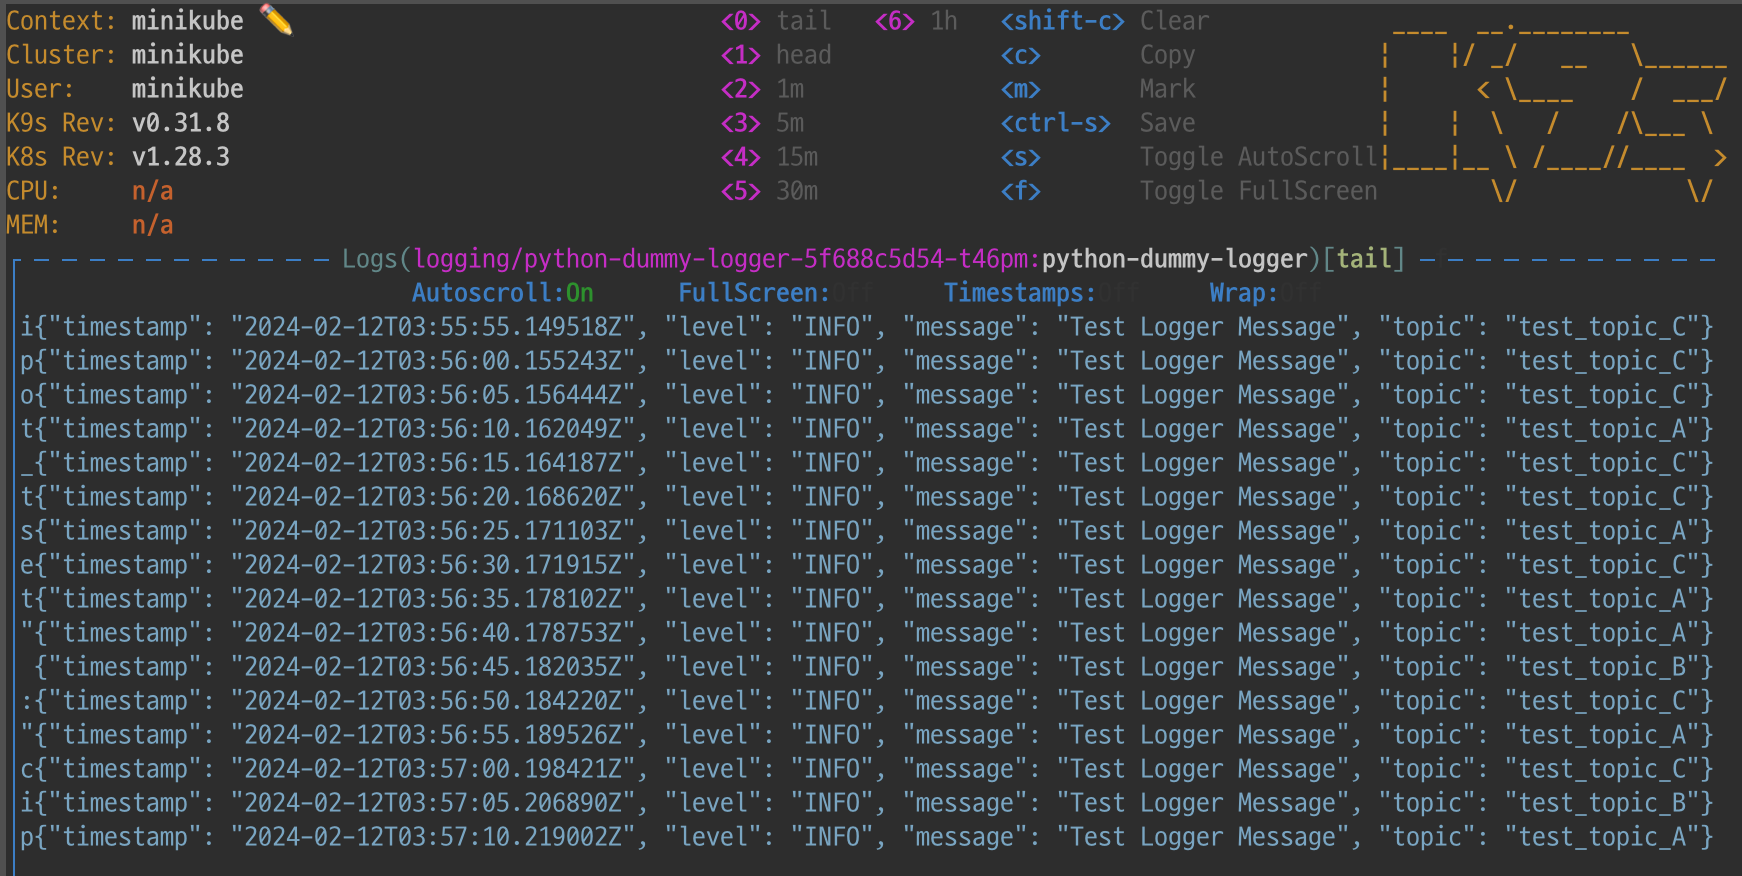 Context: minikube ✏️ <0> tail <6> 1h <shift-c> Clear
Cluster: minikube <1> head <c> Copy
User: minikube <2> 1m <m> Mark
K9s Rev: v0.31.8 <3> 5m <ctrl-s> Save
K8s Rev: v1.28.3 <4> 15m <s> Toggle AutoScroll
CPU: n/a <5> 30m <f> Toggle FullScreen
MEM: n/a
Logs(logging/python-dummy-logger-5f688c5d54-t46pm:python-dummy-logger)[tail]
Autoscroll:On FullScreen:Off Timestamps:Off Wrap:Off
i{"timestamp": "2024-02-12T03:55:55.149518Z", "level": "INFO", "message": "Test Logger Message", "topic": "test_topic_C"}
p{"timestamp": "2024-02-12T03:56:00.155243Z", "level": "INFO", "message": "Test Logger Message", "topic": "test_topic_C"}
o{"timestamp": "2024-02-12T03:56:05.156444Z", "level": "INFO", "message": "Test Logger Message", "topic": "test_topic_C"}
t{"timestamp": "2024-02-12T03:56:10.162049Z", "level": "INFO", "message": "Test Logger Message", "topic": "test_topic_A"}
_{"timestamp": "2024-02-12T03:56:15.164187Z", "level": "INFO", "message": "Test Logger Message", "topic": "test_topic_C"}
t{"timestamp": "2024-02-12T03:56:20.168620Z", "level": "INFO", "message": "Test Logger Message", "topic": "test_topic_C"}
s{"timestamp": "2024-02-12T03:56:25.171103Z", "level": "INFO", "message": "Test Logger Message", "topic": "test_topic_A"}
e{"timestamp": "2024-02-12T03:56:30.171915Z", "level": "INFO", "message": "Test Logger Message", "topic": "test_topic_C"}
t{"timestamp": "2024-02-12T03:56:35.178102Z", "level": "INFO", "message": "Test Logger Message", "topic": "test_topic_A"}
"{"timestamp": "2024-02-12T03:56:40.178753Z", "level": "INFO", "message": "Test Logger Message", "topic": "test_topic_A"}
{"timestamp": "2024-02-12T03:56:45.182035Z", "level": "INFO", "message": "Test Logger Message", "topic": "test_topic_B"}
:{"timestamp": "2024-02-12T03:56:50.184220Z", "level": "INFO", "message": "Test Logger Message", "topic": "test_topic_C"}
"{"timestamp": "2024-02-12T03:56:55.189526Z", "level": "INFO", "message": "Test Logger Message", "topic": "test_topic_A"}
c{"timestamp": "2024-02-12T03:57:00.198421Z", "level": "INFO", "message": "Test Logger Message", "topic": "test_topic_C"}
i{"timestamp": "2024-02-12T03:57:05.206890Z", "level": "INFO", "message": "Test Logger Message", "topic": "test_topic_B"}
p{"timestamp": "2024-02-12T03:57:10.219002Z", "level": "INFO", "message": "Test Logger Message", "topic": "test_topic_A"}